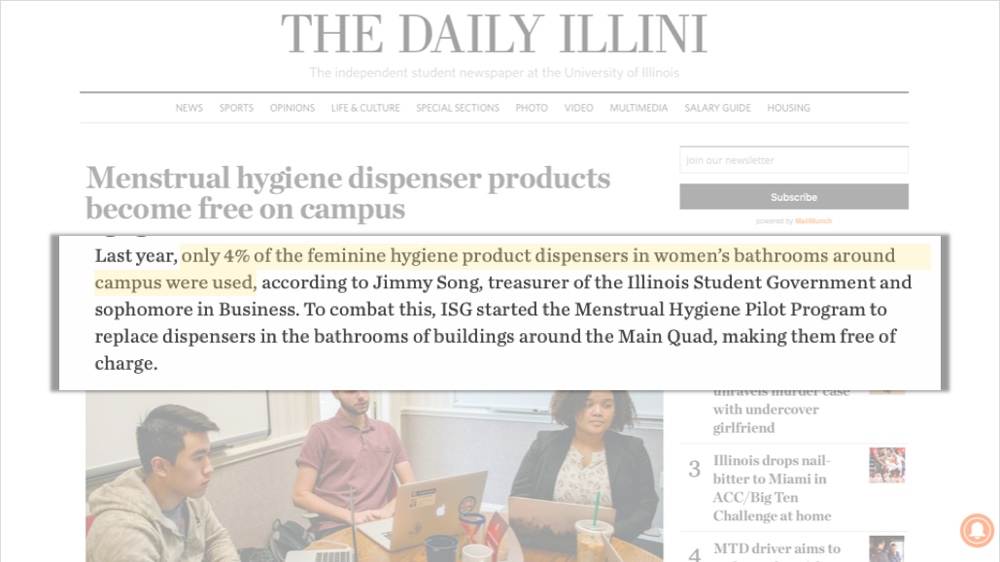 THE DAILY ILLINI
The independent student newspaper at the University of Illinois
NEWS SPORTS OPINIONS LIFE & CULTURE SPECIAL SECTIONS PHOTO VIDEO MULTIMEDIA SALARY GUIDE HOUSING
Menstrual hygiene dispenser products
become free on campus
Join our newsletter
Subscribe
powered by MailMunch
Last year, only 4% of the feminine hygiene product dispensers in women's bathrooms around
campus were used, according to Jimmy Song, treasurer of the Illinois Student Government and
sophomore in Business. To combat this, ISG started the Menstrual Hygiene Pilot Program to
replace dispensers in the bathrooms of buildings around the Main Quad, making them free of
charge.
unravels murder case
with undercover
girlfriend
3 Illinois drops nail-
bitter to Miami in
ACC/Big Ten
Challenge at home
4 MTD driver aims to